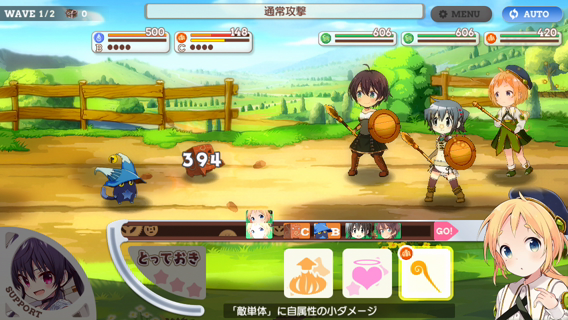 WAVE 1/2 0
通常攻撃
MENU
AUTO
B 500
C 148
606
606
420
394
C B GO!
とっておき
SUPPORT
「敵単体」に自属性の小ダメージ